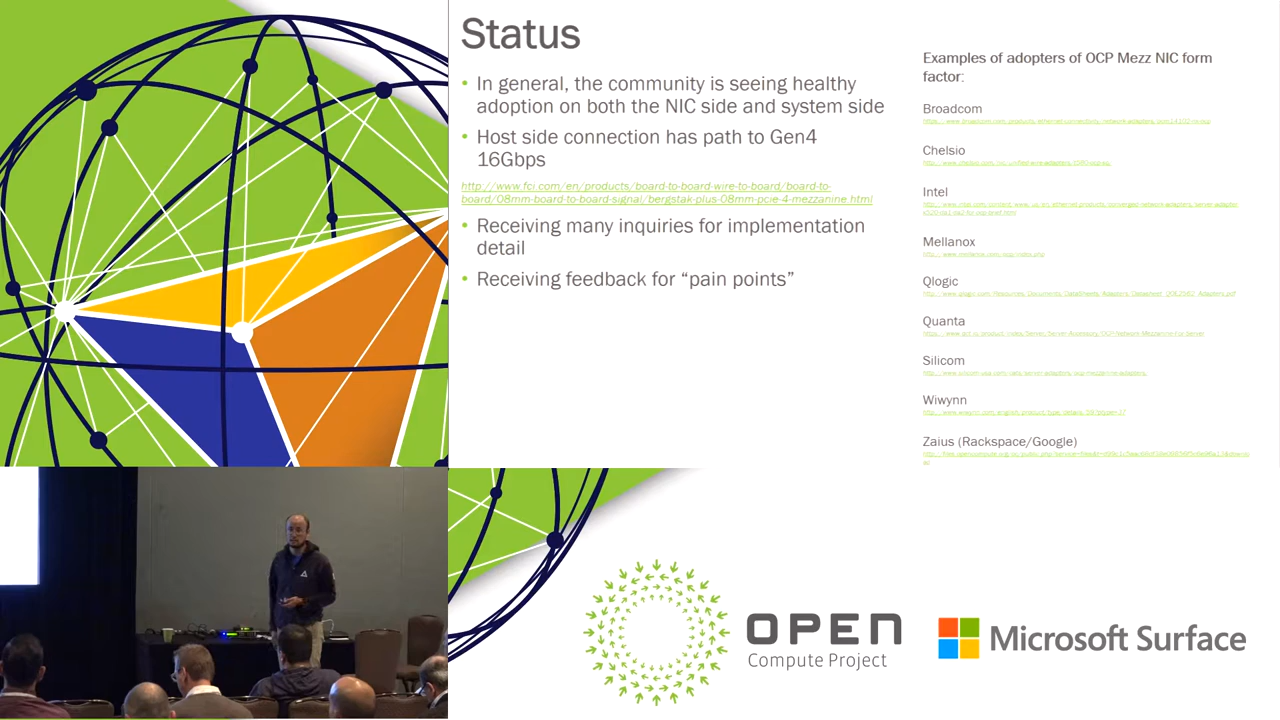 Status
• In general, the community is seeing healthy
adoption on both the NIC side and system side
• Host side connection has path to Gen4
16Gbps
http://www.fci.com/en/products/board-to-board-wire-to-board/board-to-
board/08mm-board-to-board-signal/bergstak-plus-08mm-pcie-4-mezzanine.html
• Receiving many inquiries for implementation
detail
• Receiving feedback for “pain points”
Examples of adopters of OCP Mezz NIC form
factor:
Broadcom
Chelsio
Intel
Mellanox
Qlogic
Quanta
Silicom
Wiwynn
Zaius (Rackspace/Google)
OPEN
Compute Project
Microsoft Surface